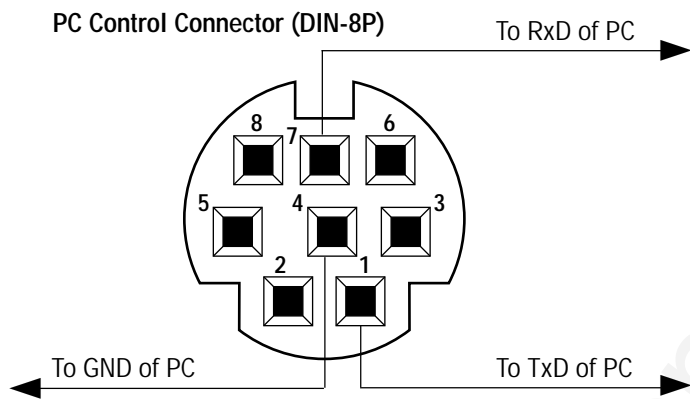 PC Control Connector (DIN-8P)
To RxD of PC
8 7 6
5 4 3
2 1
To GND of PC
To TxD of PC